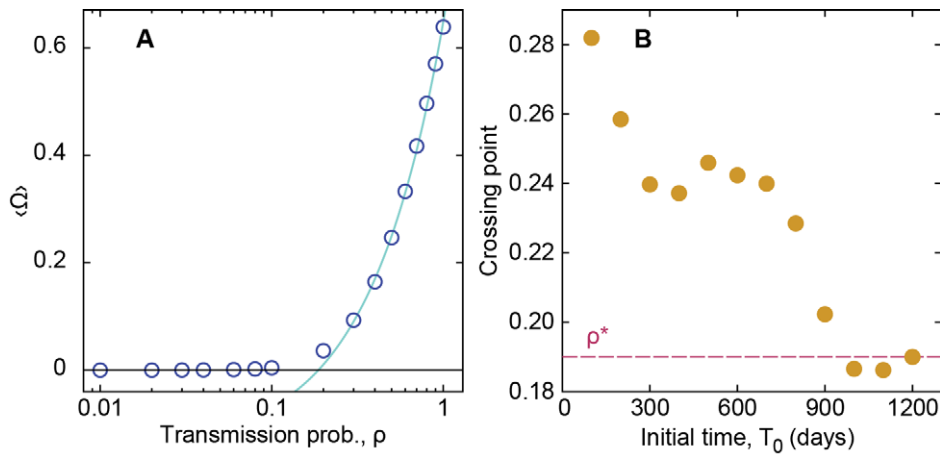 A
0.6
0.4
0.2
0
‹Ω›
0.01
0.1
1
Transmission prob., ρ
B
0.28
0.26
0.24
0.22
0.20
0.18
Crossing point
ρ*
0
300
600
900
1200
Initial time, T₀ (days)